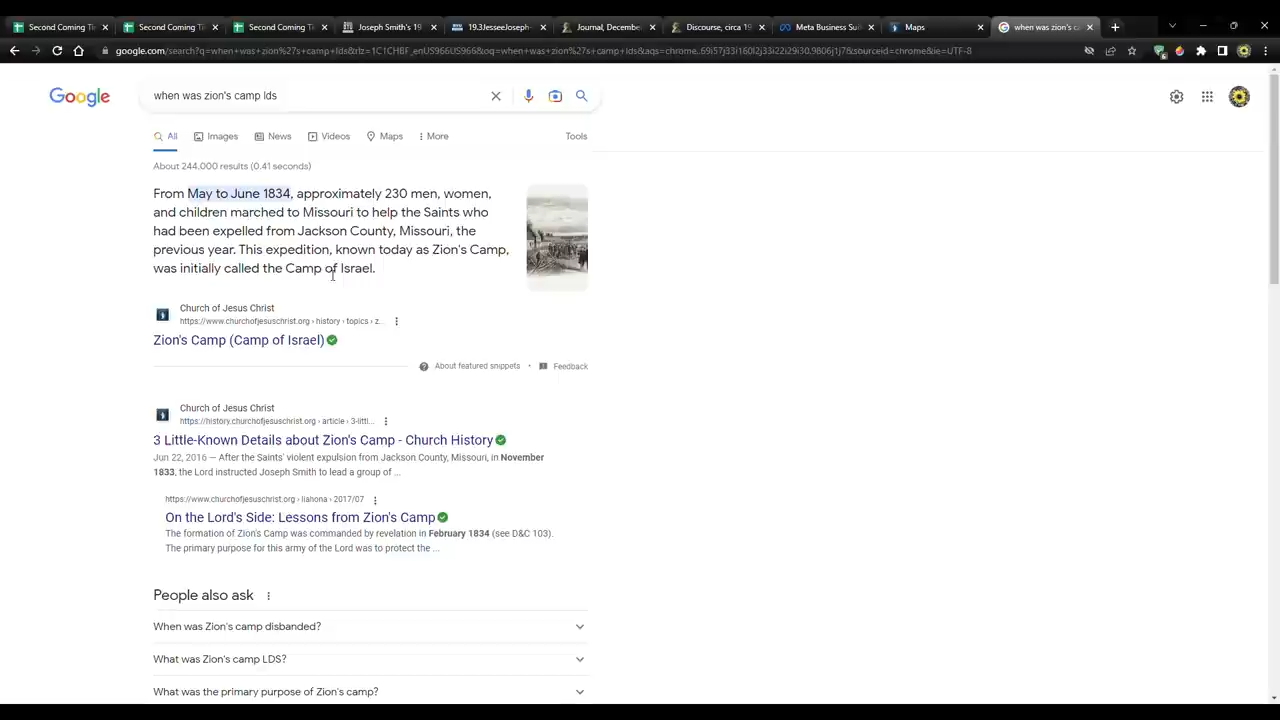 Second Coming Tim
Second Coming Tim
Second Coming Tim
Joseph Smith's 19
19.3JesseeJoseph
Journal, December
Discourse, circa 19
Meta Business Sui
Maps
when was zion's ca
google.com/search?q=when+was+zion%27s+camp+lds&rlz=1C1CHBF_enUS966US966&oq=when+was+zion%27s+camp+lds&aqs=chrome..69i57j33i160l2j33i22i29i30.9806j1j7&sourceid=chrome&ie=UTF-8
Google
when was zion's camp lds
All
Images
News
Videos
Maps
More
Tools
About 244,000 results (0.41 seconds)
From May to June 1834, approximately 230 men, women,
and children marched to Missouri to help the Saints who
had been expelled from Jackson County, Missouri, the
previous year. This expedition, known today as Zion's Camp,
was initially called the Camp of Israel.
Church of Jesus Christ
https://www.churchofjesuschrist.org › history › topics › z...
Zion's Camp (Camp of Israel)
About featured snippets • Feedback
Church of Jesus Christ
https://history.churchofjesuschrist.org › article › 3-littl...
3 Little-Known Details about Zion's Camp - Church History
Jun 22, 2016 — After the Saints' violent expulsion from Jackson County, Missouri, in November
1833, the Lord instructed Joseph Smith to lead a group of ...
https://www.churchofjesuschrist.org › liahona › 2017/07
On the Lord's Side: Lessons from Zion's Camp
The formation of Zion's Camp was commanded by revelation in February 1834 (see D&C 103).
The primary purpose for this army of the Lord was to protect the ...
People also ask
When was Zion's camp disbanded?
What was Zion's camp LDS?
What was the primary purpose of Zion's camp?